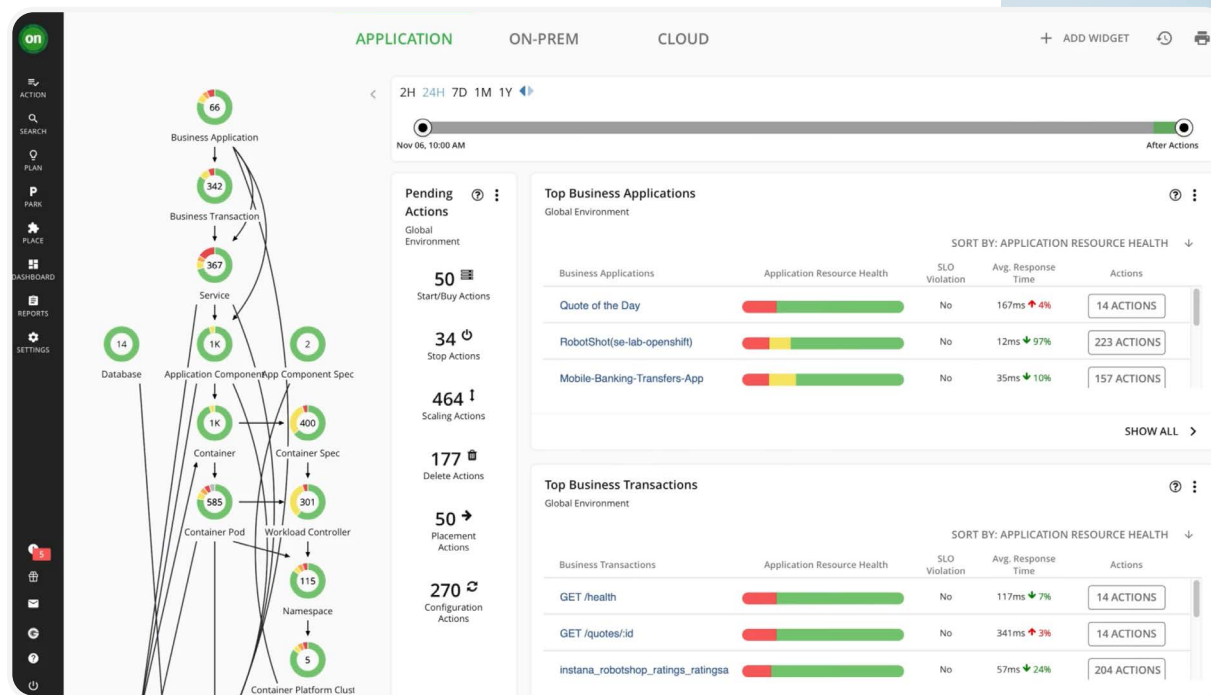 on
APPLICATION ON-PREM CLOUD
+ ADD WIDGET
ACTION
SEARCH
PLAN
P
PARK
PLACE
DASHBOARD
REPORTS
SETTINGS
5
66
Business Application
342
Business Transaction
367
Service
14
Database
1K
Application Component
2
App Component Spec
1K
Container
400
Container Spec
585
Container Pod
301
Workload Controller
115
Namespace
5
Container Platform Clust
2H 24H 7D 1M 1Y
Nov 06, 10:00 AM
After Actions
Pending
Actions
Global
Environment
50
Start/Buy Actions
34
Stop Actions
464
Scaling Actions
177
Delete Actions
50
Placement
Actions
270
Configuration
Actions
Top Business Applications
Global Environment
SORT BY: APPLICATION RESOURCE HEALTH
Business Applications Application Resource Health SLO Violation Avg. Response Time Actions
Quote of the Day No 167ms 4% 14 ACTIONS
RobotShot(se-lab-openshift) No 12ms 97% 223 ACTIONS
Mobile-Banking-Transfers-App No 35ms 10% 157 ACTIONS
SHOW ALL
Top Business Transactions
Global Environment
SORT BY: APPLICATION RESOURCE HEALTH
Business Transactions Application Resource Health SLO Violation Avg. Response Time Actions
GET /health No 117ms 7% 14 ACTIONS
GET /quotes/:id No 341ms 3% 14 ACTIONS
instana_robotshop_ratings_ratingsa No 57ms 24% 204 ACTIONS